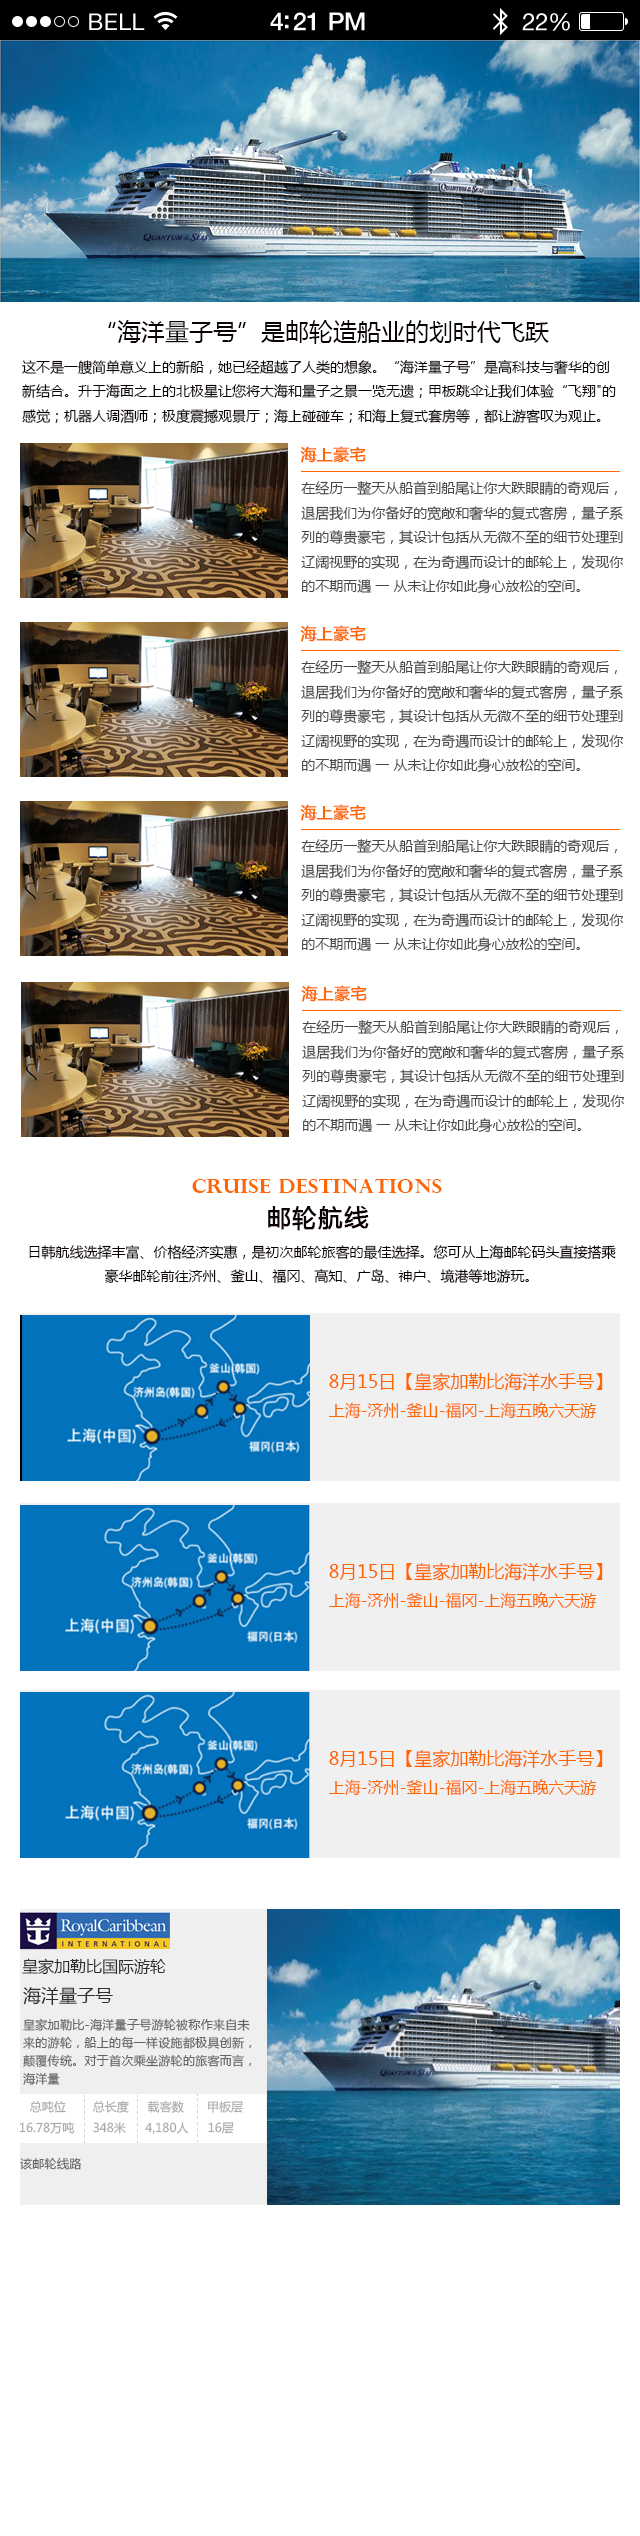 BELL 4:21 PM 22%
QUANTUM OF THE SEAS
QUANTUM OF THE SEAS
RoyalCaribbean
“海洋量子号”是邮轮造船业的划时代飞跃
这不是一艘简单意义上的新船，她已经超越了人类的想象。“海洋量子号”是高科技与奢华的创
新结合。升于海面之上的北极星让您将大海和量子之景一览无遗；甲板跳伞让我们体验“飞翔"的
感觉；机器人调酒师；极度震撼观景厅；海上碰碰车；和海上复式套房等，都让游客叹为观止。
海上豪宅
在经历一整天从船首到船尾让你大跌眼睛的奇观后，
退居我们为你备好的宽敞和奢华的复式客房，量子系
列的尊贵豪宅，其设计包括从无微不至的细节处理到
辽阔视野的实现，在为奇遇而设计的邮轮上，发现你
的不期而遇 — 从未让你如此身心放松的空间。
海上豪宅
在经历一整天从船首到船尾让你大跌眼睛的奇观后，
退居我们为你备好的宽敞和奢华的复式客房，量子系
列的尊贵豪宅，其设计包括从无微不至的细节处理到
辽阔视野的实现，在为奇遇而设计的邮轮上，发现你
的不期而遇 — 从未让你如此身心放松的空间。
海上豪宅
在经历一整天从船首到船尾让你大跌眼睛的奇观后，
退居我们为你备好的宽敞和奢华的复式客房，量子系
列的尊贵豪宅，其设计包括从无微不至的细节处理到
辽阔视野的实现，在为奇遇而设计的邮轮上，发现你
的不期而遇 — 从未让你如此身心放松的空间。
海上豪宅
在经历一整天从船首到船尾让你大跌眼睛的奇观后，
退居我们为你备好的宽敞和奢华的复式客房，量子系
列的尊贵豪宅，其设计包括从无微不至的细节处理到
辽阔视野的实现，在为奇遇而设计的邮轮上，发现你
的不期而遇 — 从未让你如此身心放松的空间。
CRUISE DESTINATIONS
邮轮航线
日韩航线选择丰富、价格经济实惠，是初次邮轮旅客的最佳选择。您可从上海邮轮码头直接搭乘
豪华邮轮前往济州、釜山、福冈、高知、广岛、神户、境港等地游玩。
釜山(韩国)
济州岛(韩国)
上海(中国)
福冈(日本)
8月15日【皇家加勒比海洋水手号】
上海-济州-釜山-福冈-上海五晚六天游
釜山(韩国)
济州岛(韩国)
上海(中国)
福冈(日本)
8月15日【皇家加勒比海洋水手号】
上海-济州-釜山-福冈-上海五晚六天游
釜山(韩国)
济州岛(韩国)
上海(中国)
福冈(日本)
8月15日【皇家加勒比海洋水手号】
上海-济州-釜山-福冈-上海五晚六天游
RoyalCaribbean
INTERNATIONAL
皇家加勒比国际游轮
海洋量子号
皇家加勒比-海洋量子号游轮被称作来自未
来的游轮，船上的每一样设施都极具创新，
颠覆传统。对于首次乘坐游轮的旅客而言，
海洋量
总吨位 总长度 载客数 甲板层
16.78万吨 348米 4,180人 16层
该邮轮线路
QUANTUM OF THE SEAS